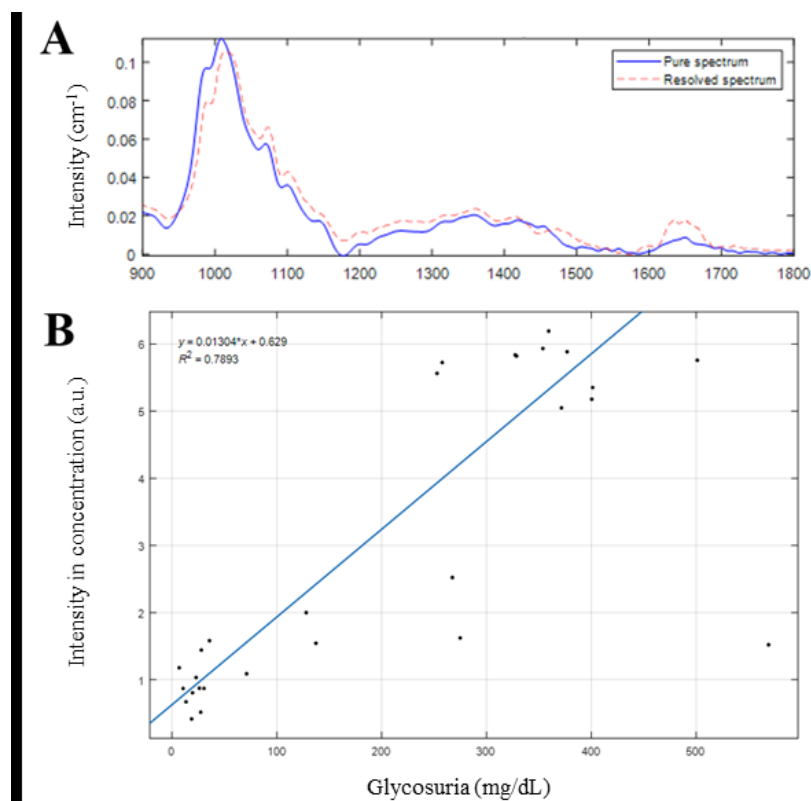 A
Intensity (cm⁻¹)
0.1
0.08
0.06
0.04
0.02
0
Pure spectrum
Resolved spectrum
900 1000 1100 1200 1300 1400 1500 1600 1700 1800
B
Intensity in concentration (a.u.)
y = 0.01304*x + 0.629
R² = 0.7893
6
5
4
3
2
1
0 100 200 300 400 500
Glycosuria (mg/dL)